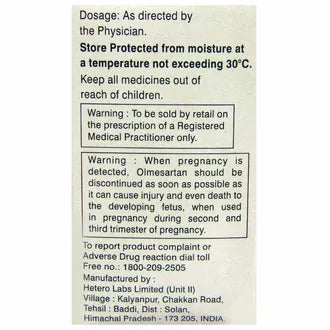 Dosage: As directed by
the Physician.
Store Protected from moisture at
a temperature not exceeding 30°C.
Keep all medicines out of
reach of children.
Warning : To be sold by retail on
the prescription of a Registered
Medical Practitioner only.
Warning : When pregnancy is
detected, Olmesartan should be
discontinued as soon as possible as
it can cause injury and even death to
the developing fetus, when used
in pregnancy during second and
third trimester of pregnancy.
To report product complaint or
Adverse Drug reaction dial toll
Free no.: 1800-209-2505
Manufactured by :
Hetero Labs Limited (Unit II)
Village : Kalyanpur, Chakkan Road,
Tehsil : Baddi, Dist : Solan,
Himachal Pradesh - 173 205, INDIA.